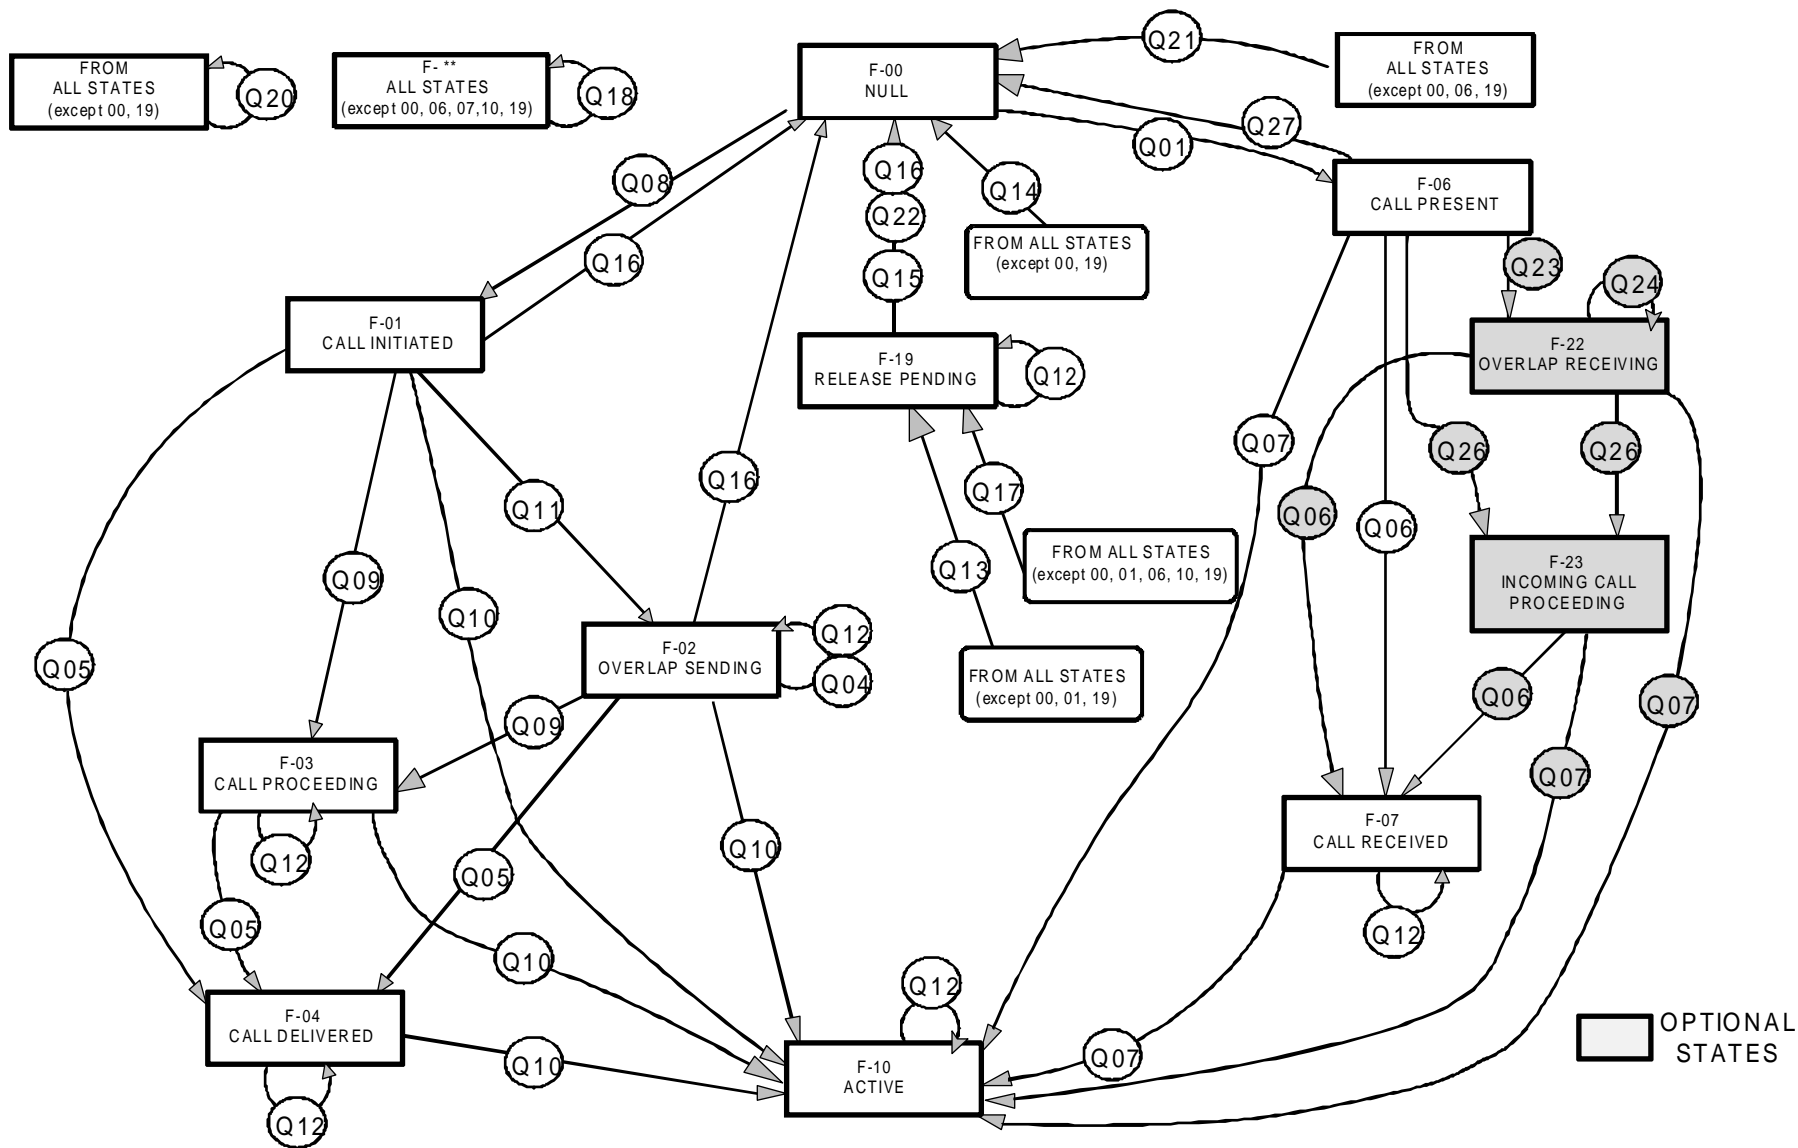 Q21
FROM
ALL STATES
(except 00, 06, 19)
FROM
ALL STATES
(except 00, 19)
Q20
F- **
ALL STATES
(except 00, 06, 07,10, 19)
Q18
F-00
NULL
Q27
Q01
Q08
Q16
Q16
Q22
Q15
Q14
FROM ALL STATES
(except 00, 19)
F-06
CALL PRESENT
Q23
Q24
F-01
CALL INITIATED
F-19
RELEASE PENDING
Q12
F-22
OVERLAP RECEIVING
Q07
Q26
Q26
Q16
Q11
Q17
Q06
Q06
Q09
Q10
Q13
FROM ALL STATES
(except 00, 01, 06, 10, 19)
F-23
INCOMING CALL
PROCEEDING
Q05
F-02
OVERLAP SENDING
Q12
Q04
FROM ALL STATES
(except 00, 01, 19)
Q06
Q07
Q09
F-03
CALL PROCEEDING
Q07
Q12
Q05
Q10
F-07
CALL RECEIVED
Q05
Q10
Q12
Q12
F-04
CALL DELIVERED
Q10
F-10
ACTIVE
Q07
Q12
OPTIONAL
STATES